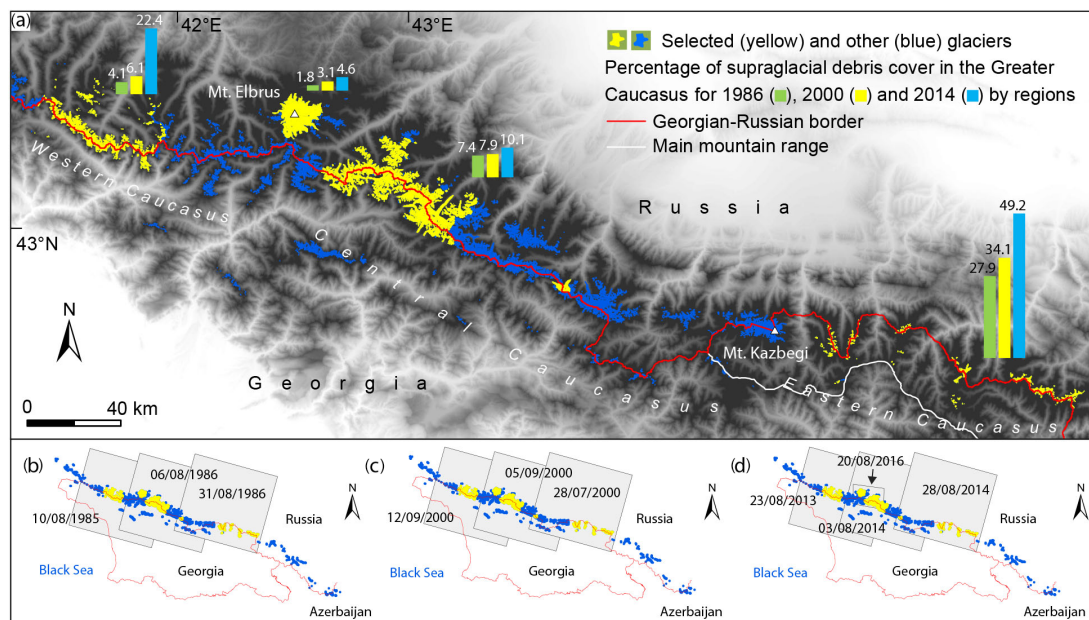 (a)
42°E
43°E
Selected (yellow) and other (blue) glaciers
Percentage of supraglacial debris cover in the Greater
Caucasus for 1986 ( ), 2000 ( ) and 2014 ( ) by regions
Georgian-Russian border
Main mountain range
4.1
6.1
22.4
Mt. Elbrus
1.8
3.1
4.6
7.4
7.9
10.1
27.9
34.1
49.2
Western Caucasus
Central Caucasus
Eastern Caucasus
Russia
43°N
N
Mt. Kazbegi
Georgia
0
40 km
(b)
06/08/1986
31/08/1986
10/08/1985
N
Russia
Black Sea
Georgia
Azerbaijan
(c)
05/09/2000
28/07/2000
12/09/2000
N
Russia
Black Sea
Georgia
Azerbaijan
(d)
20/08/2016
23/08/2013
28/08/2014
03/08/2014
N
Russia
Black Sea
Georgia
Azerbaijan